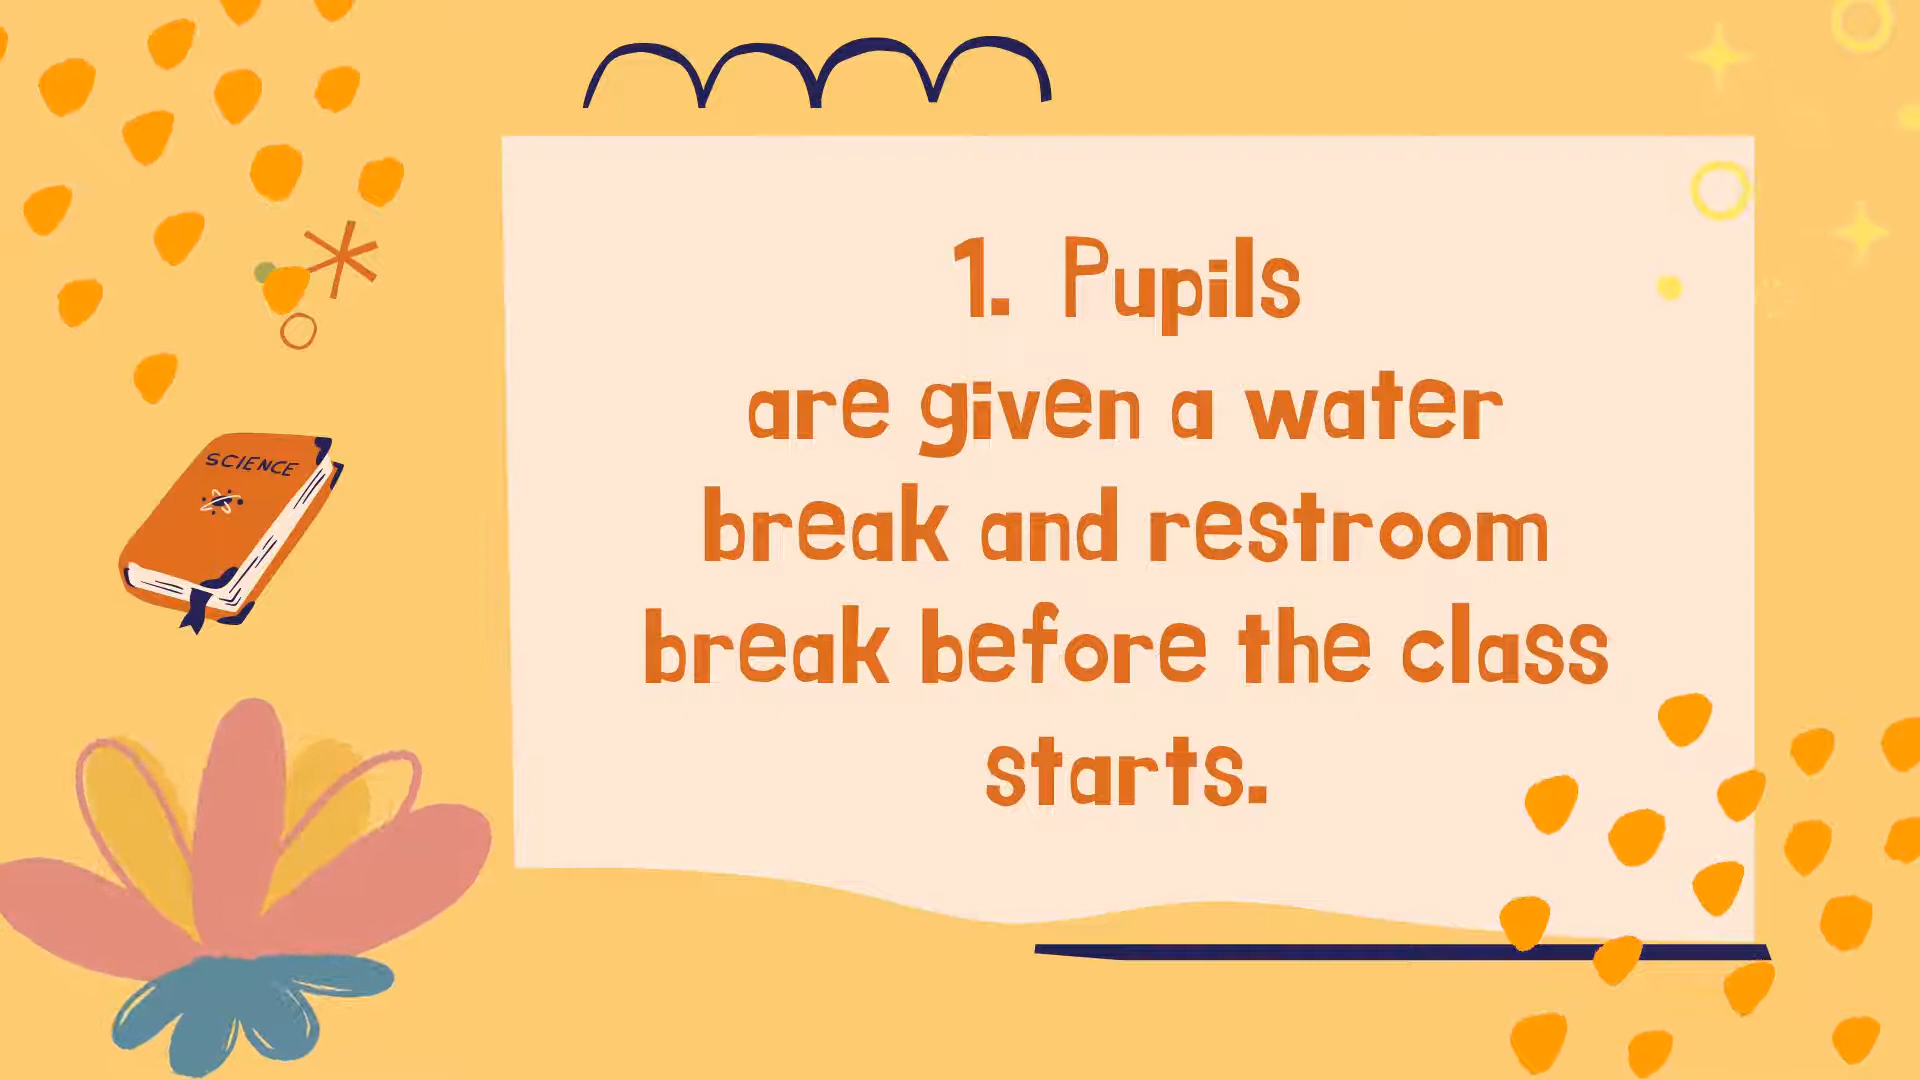 1. Pupils
are given a water
break and restroom
break before the class
starts.
SCIENCE